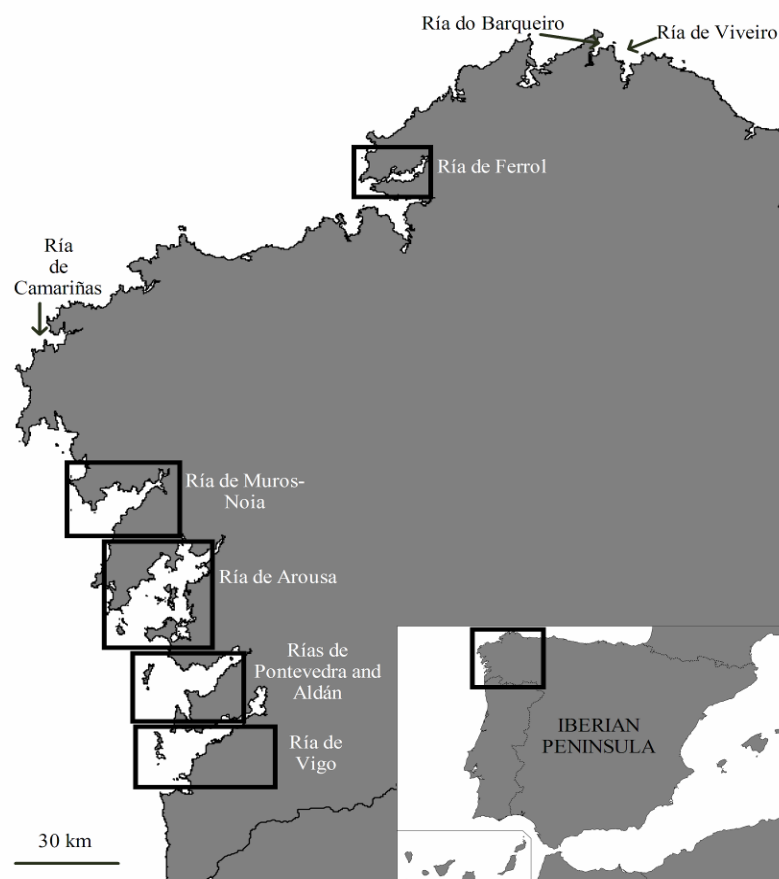 Ría do Barqueiro
Ría de Viveiro
Ría de Ferrol
Ría
de
Camariñas
Ría de Muros-
Noia
Ría de Arousa
Rías de
Pontevedra and
Aldán
Ría de
Vigo
IBERIAN
PENINSULA
30 km